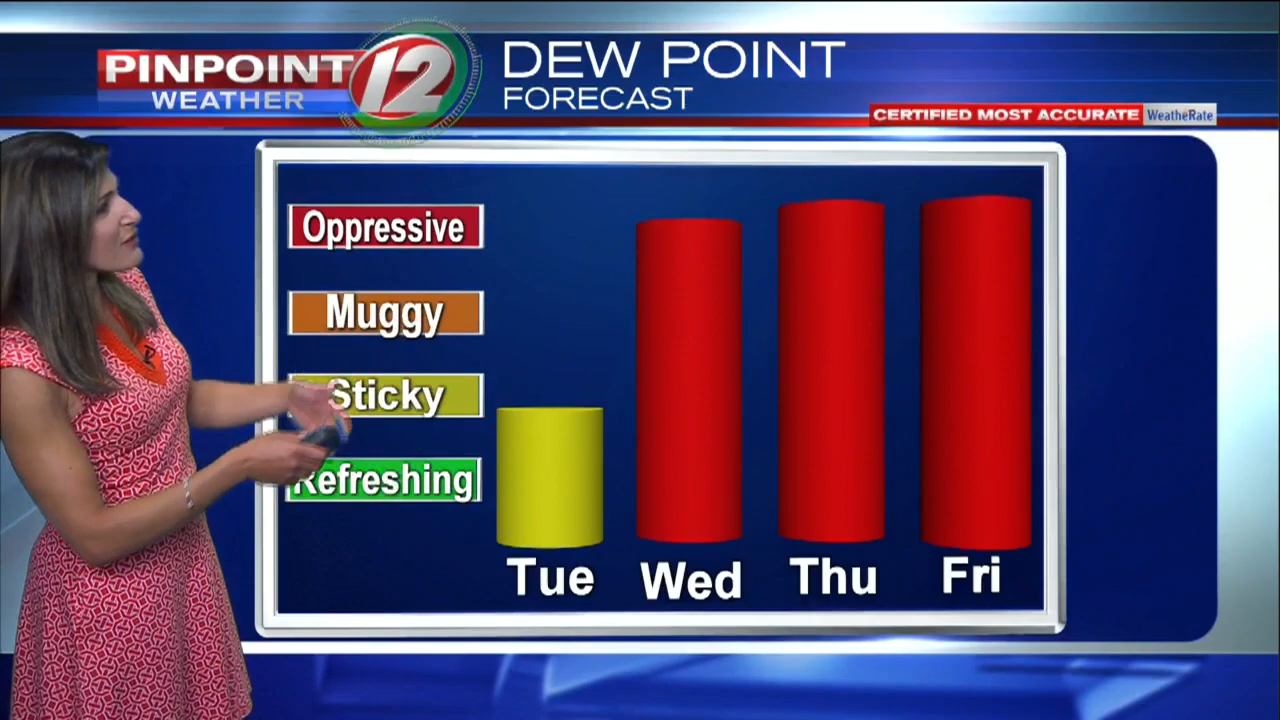 PINPOINT
WEATHER
12
DEW POINT
FORECAST
CERTIFIED MOST ACCURATE WeatheRate
Oppressive
Muggy
Sticky
Refreshing
Tue Wed Thu Fri